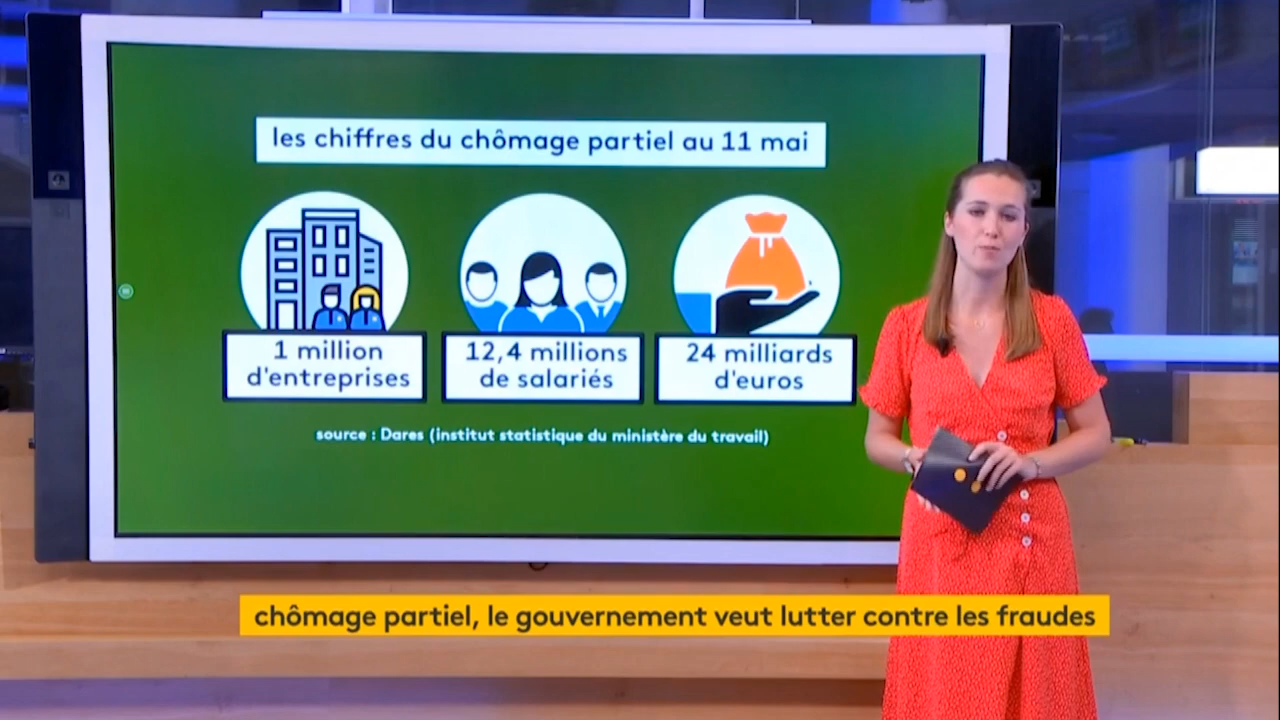 les chiffres du chômage partiel au 11 mai
1 million
d'entreprises
12,4 millions
de salariés
24 milliards
d'euros
source : Dares (institut statistique du ministère du travail)
chômage partiel, le gouvernement veut lutter contre les fraudes